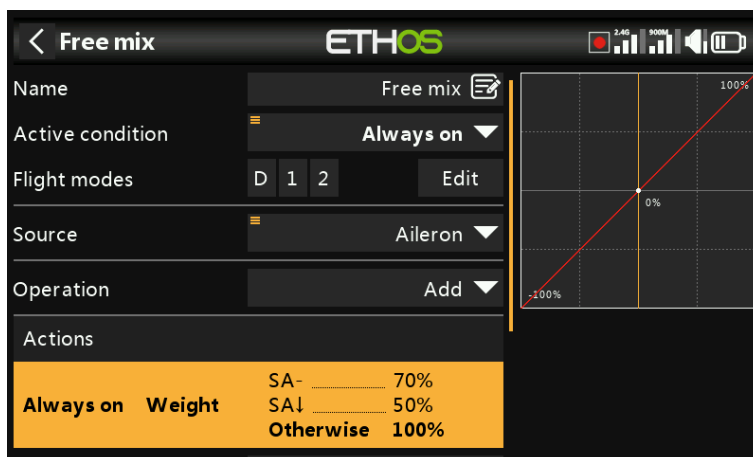 Free mix ETHOS 2.4G 900M
Name Free mix
Active condition Always on
Flight modes D 1 2 Edit
Source Aileron
Operation Add
Actions
Always on Weight
SA- 70%
SA↓ 50%
Otherwise 100%
100%
0%
-100%